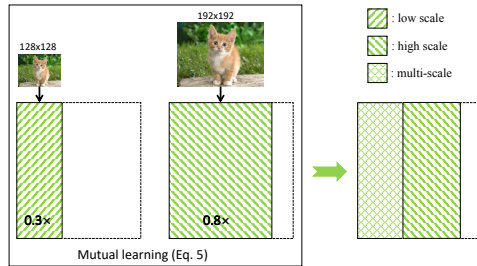 192x192
128x128
: low scale
: high scale
: multi-scale
0.3×
0.8×
Mutual learning (Eq. 5)